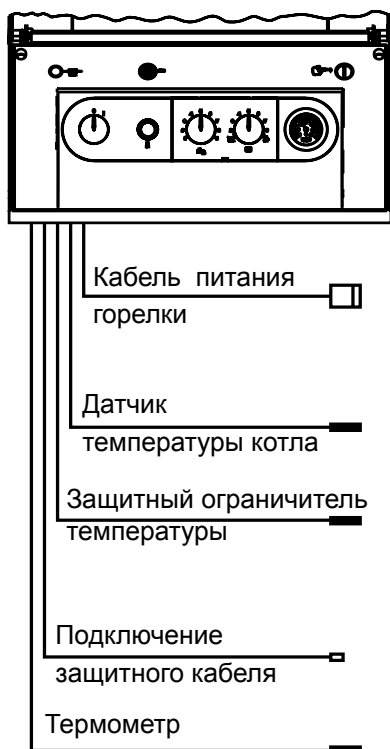 Кабель питания
горелки
Датчик
температуры котла
Защитный ограничитель
температуры
Подключение
защитного кабеля
Термометр